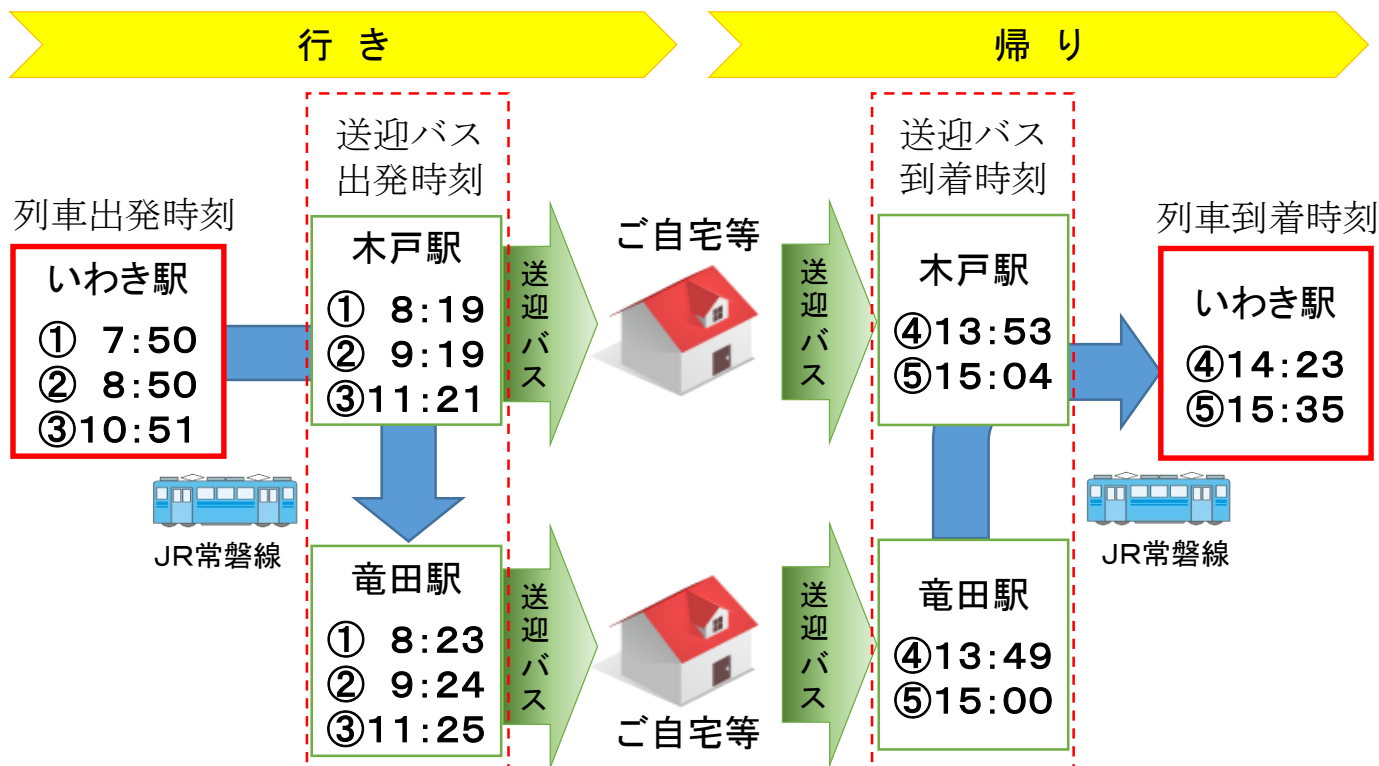 行 き
帰 り
送迎バス
出発時刻
送迎バス
到着時刻
列車出発時刻
いわき駅
① 7:50
② 8:50
③10:51
木戸駅
① 8:19
② 9:19
③11:21
送迎バス
ご自宅等
送迎バス
木戸駅
④13:53
⑤15:04
列車到着時刻
いわき駅
④14:23
⑤15:35
JR常磐線
竜田駅
① 8:23
② 9:24
③11:25
送迎バス
ご自宅等
送迎バス
竜田駅
④13:49
⑤15:00
JR常磐線